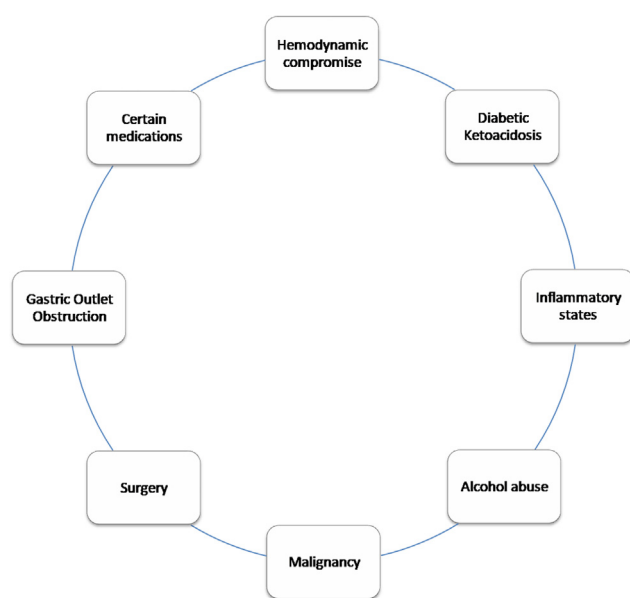 Hemodynamic
compromise
Diabetic
Ketoacidosis
Inflammatory
states
Alcohol abuse
Malignancy
Surgery
Gastric Outlet
Obstruction
Certain
medications